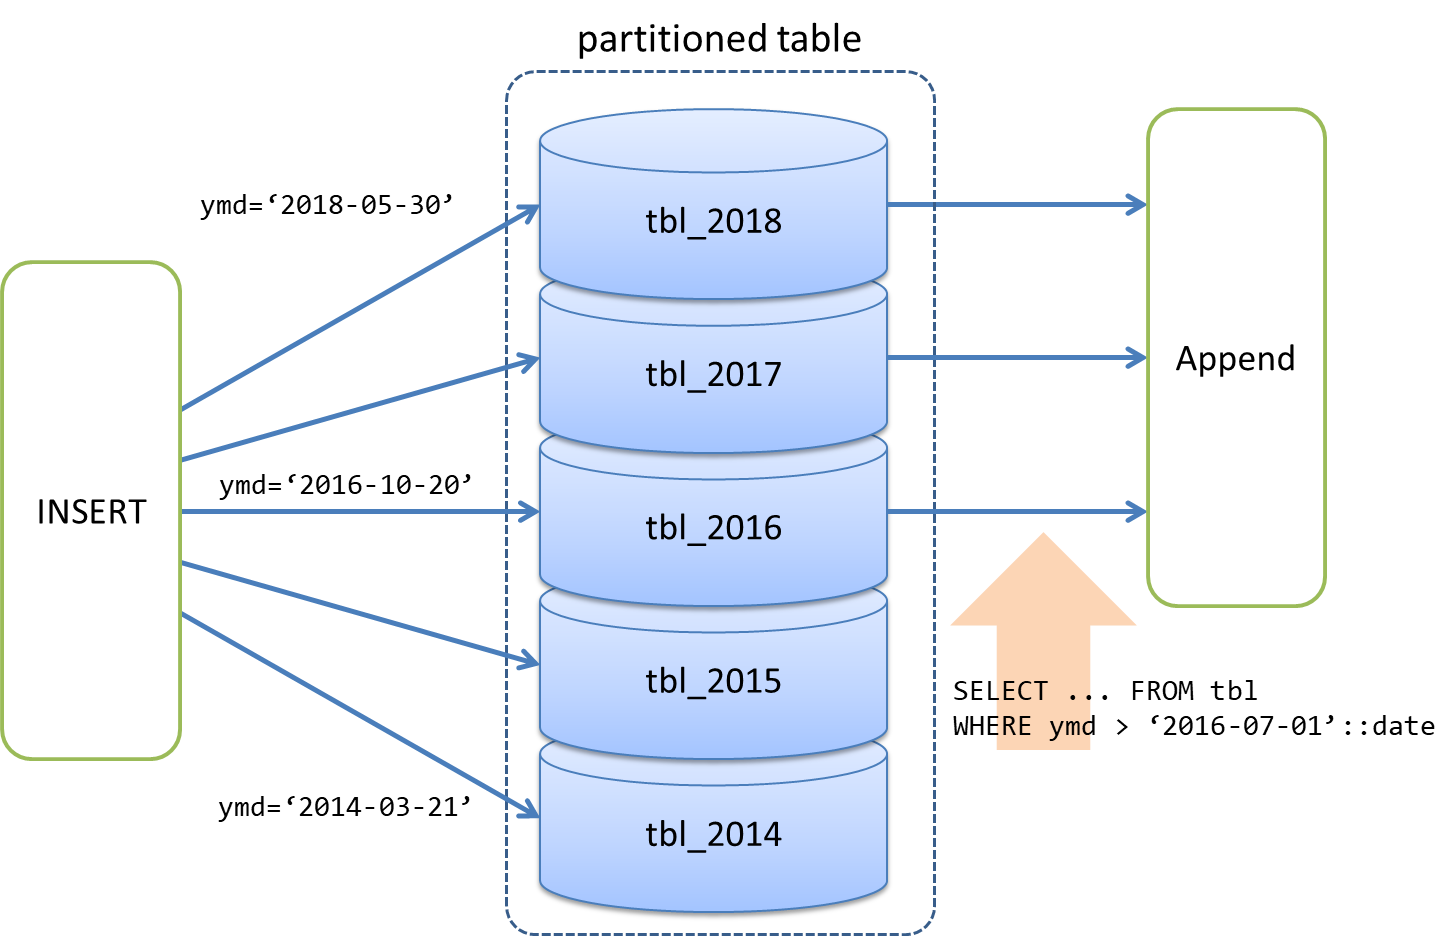 partitioned table
ymd=‘2018-05-30’
tbl_2018
tbl_2017
Append
ymd=‘2016-10-20’
INSERT
tbl_2016
tbl_2015
SELECT ... FROM tbl
WHERE ymd > ‘2016-07-01’::date
ymd=‘2014-03-21’
tbl_2014